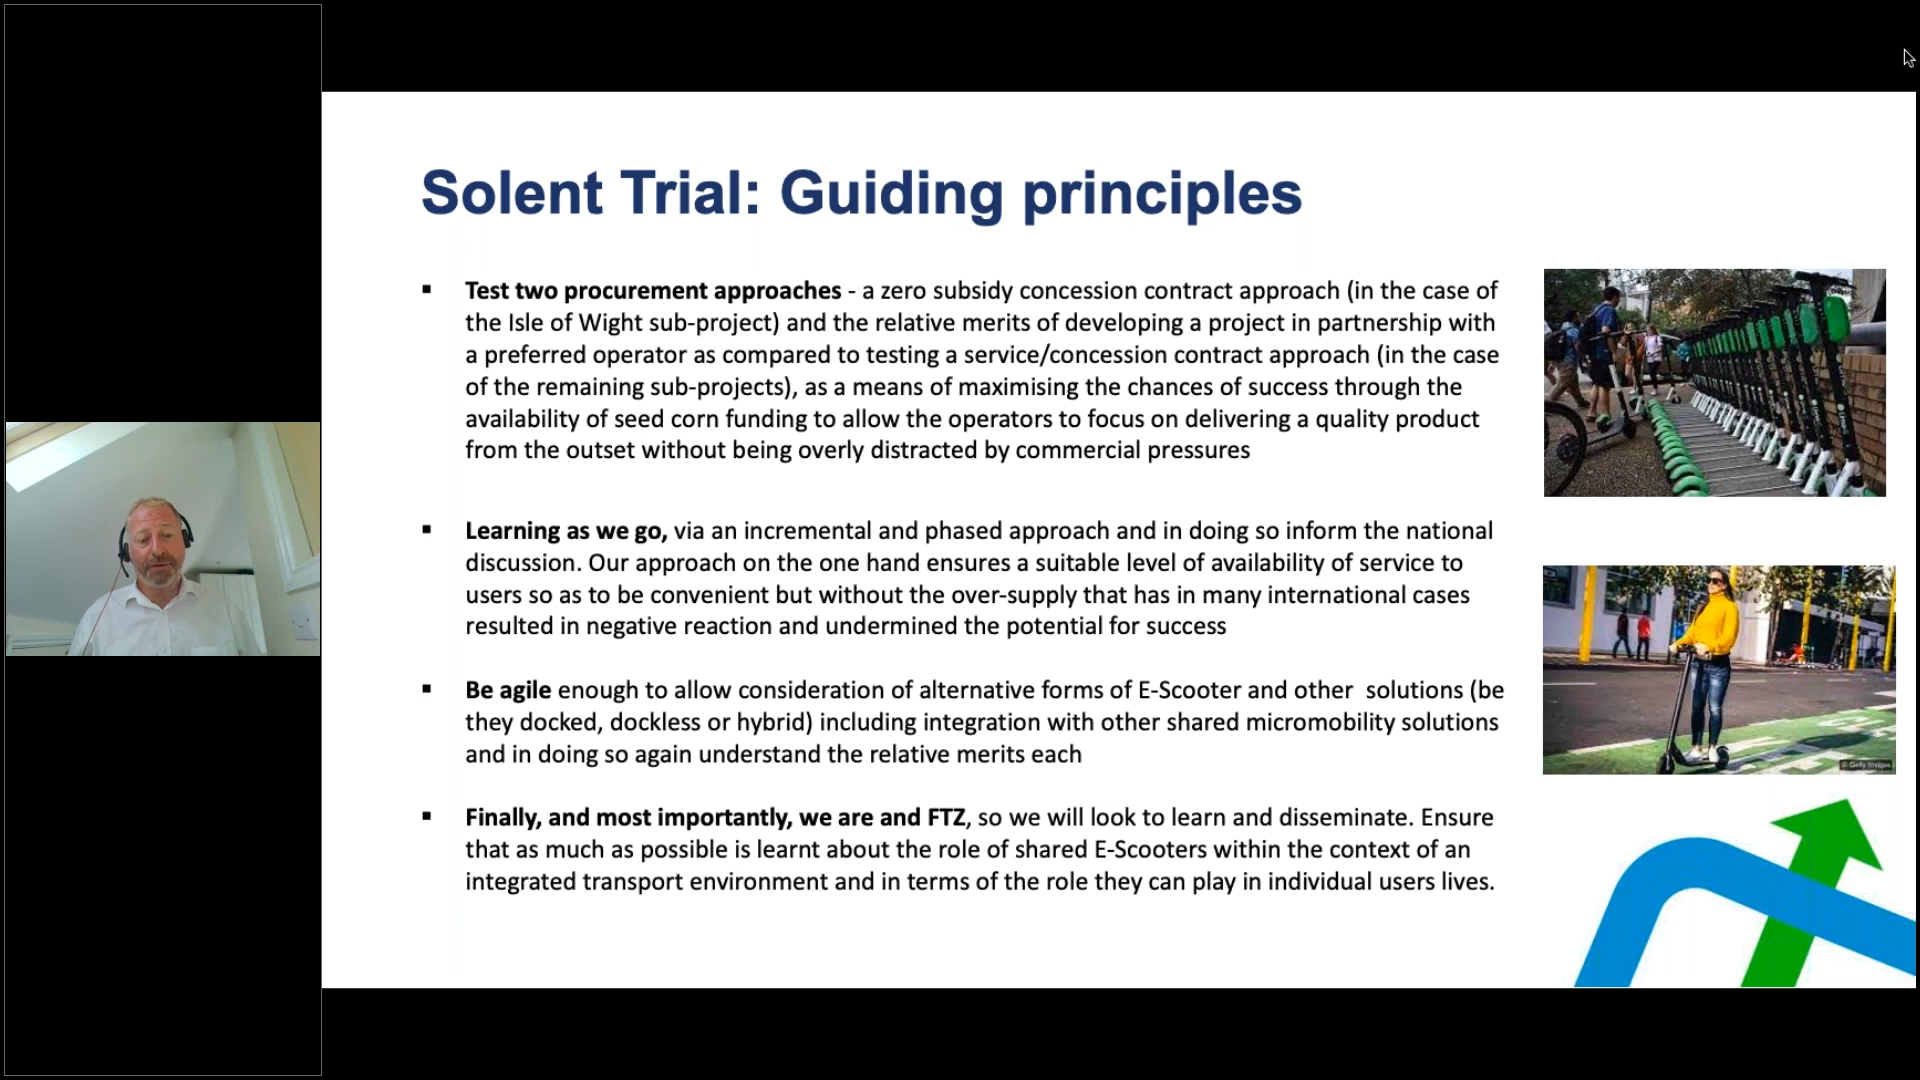 Solent Trial: Guiding principles
▪ Test two procurement approaches - a zero subsidy concession contract approach (in the case of
the Isle of Wight sub-project) and the relative merits of developing a project in partnership with
a preferred operator as compared to testing a service/concession contract approach (in the case
of the remaining sub-projects), as a means of maximising the chances of success through the
availability of seed corn funding to allow the operators to focus on delivering a quality product
from the outset without being overly distracted by commercial pressures
▪ Learning as we go, via an incremental and phased approach and in doing so inform the national
discussion. Our approach on the one hand ensures a suitable level of availability of service to
users so as to be convenient but without the over-supply that has in many international cases
resulted in negative reaction and undermined the potential for success
▪ Be agile enough to allow consideration of alternative forms of E-Scooter and other  solutions (be
they docked, dockless or hybrid) including integration with other shared micromobility solutions
and in doing so again understand the relative merits each
▪ Finally, and most importantly, we are and FTZ, so we will look to learn and disseminate. Ensure
that as much as possible is learnt about the role of shared E-Scooters within the context of an
integrated transport environment and in terms of the role they can play in individual users lives.
© Getty Images